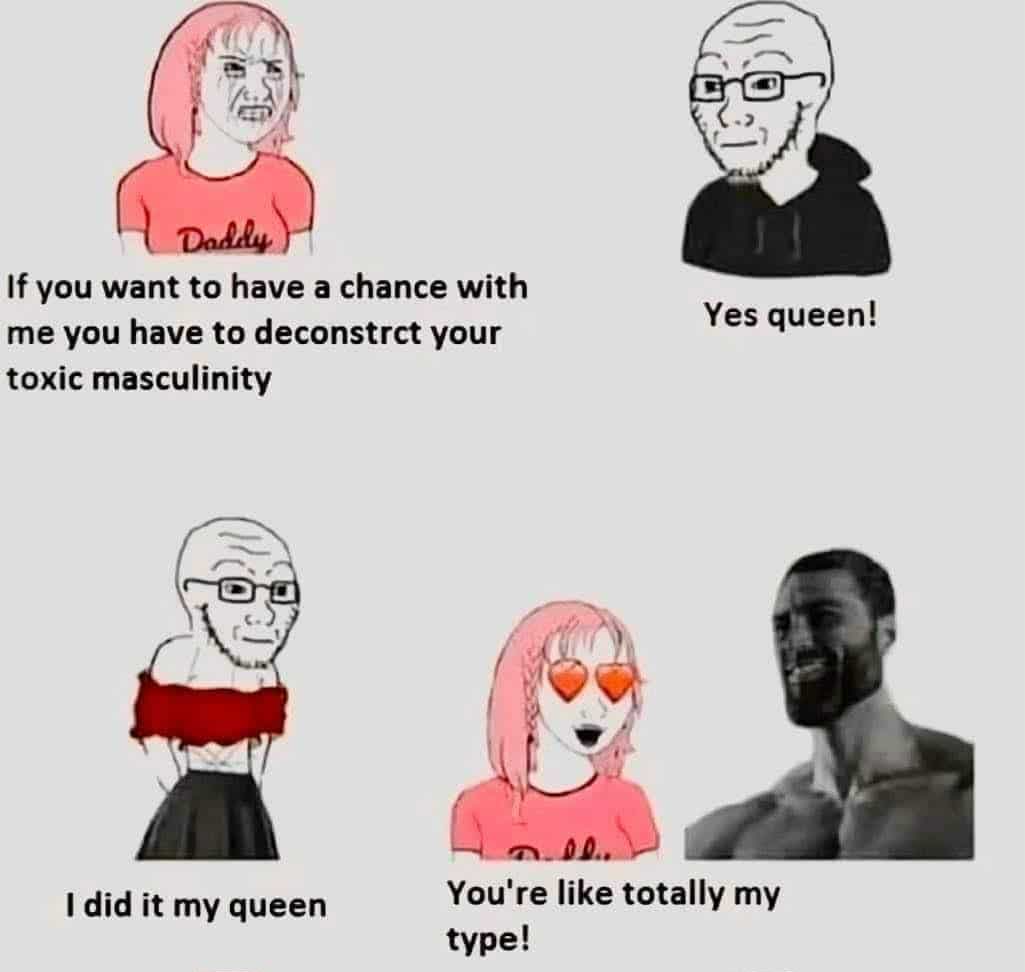 Daddy
If you want to have a chance with
me you have to deconstrct your
toxic masculinity
Yes queen!
I did it my queen
You're like totally my
type!